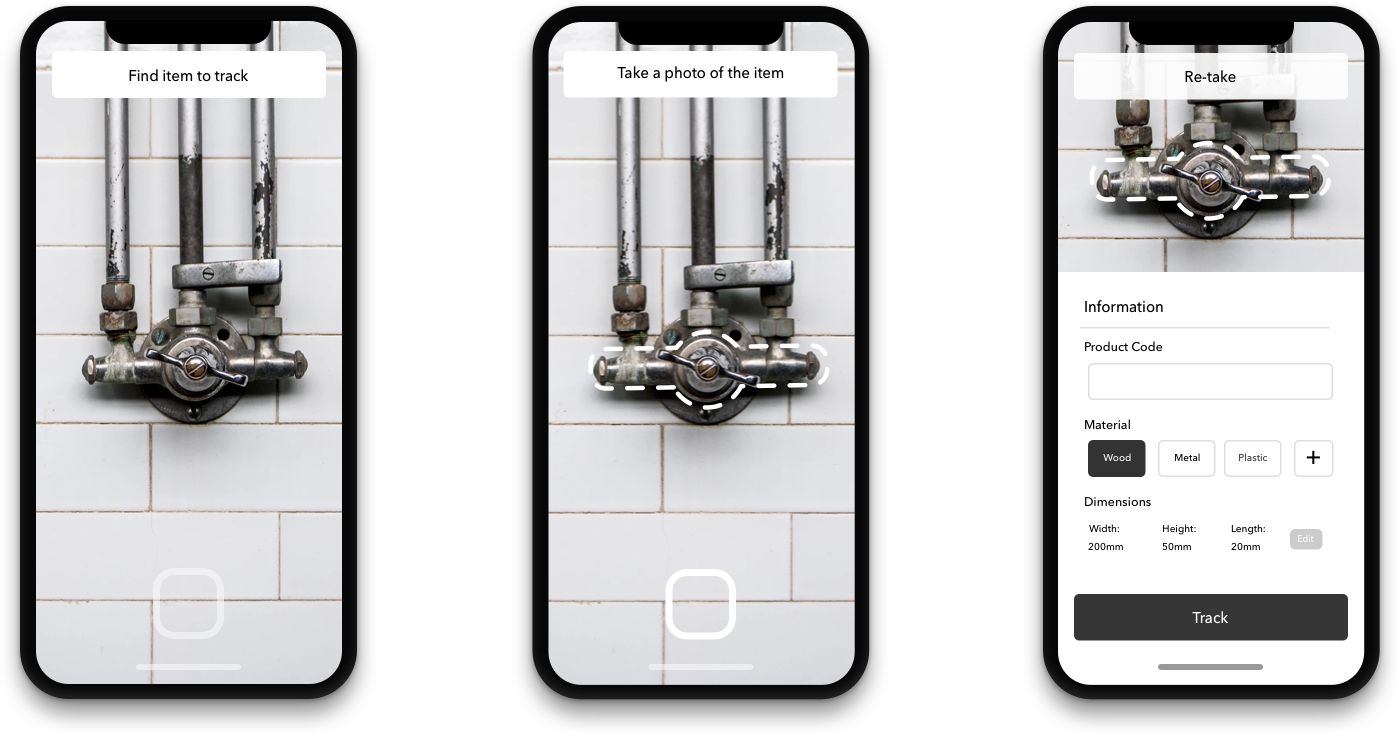 Find item to track
Take a photo of the item
Re-take
Information
Product Code
Material
Wood Metal Plastic +
Dimensions
Width: Height: Length:
200mm 50mm 20mm Edit
Track